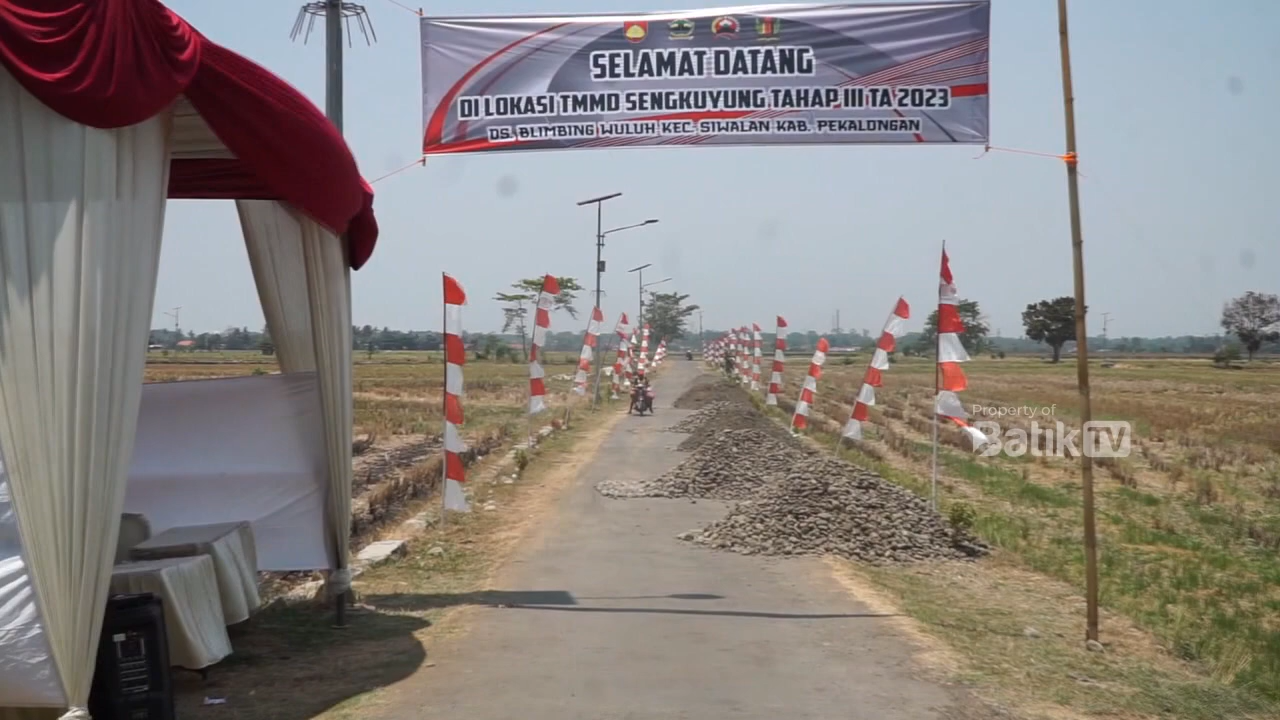 SELAMAT DATANG
DI LOKASI TMMD SENGKUYUNG TAHAP III TA 2023
DS. BLIMBING WULUH KEC. SIWALAN KAB. PEKALONGAN
Property of
BatikTV